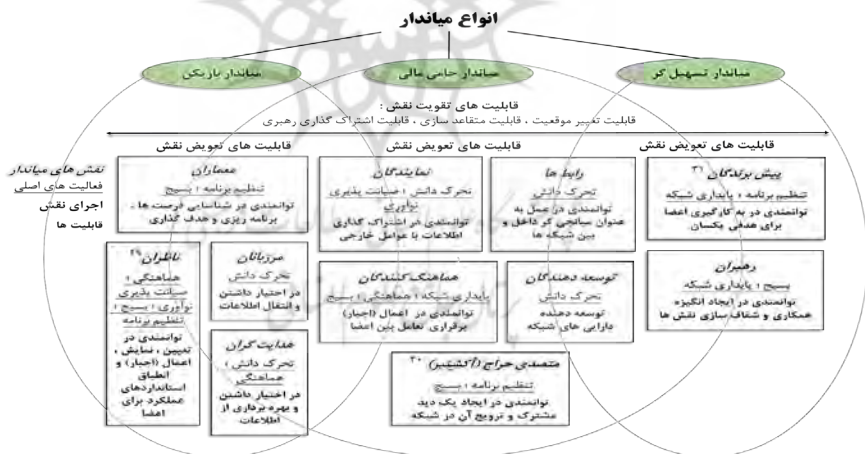 انواع میاندار
میاندار تسهیل گر
میاندار حامی مالی
میاندار بازیکن
قابلیت های تقویت نقش :
قابلیت تغییر موقعیت ، قابلیت متقاعد سازی ، قابلیت اشتراک گذاری رهبری
قابلیت های تعویض نقش
قابلیت های تعویض نقش
قابلیت های تعویض نقش
نقش های میاندار
فعالیت های اصلی
اجرای نقش
قابلیت ها
پیش برندگان ۳۱
تنظیم برنامه ؛ پایداری شبکه
توانمندی در به کارگیری اعضا
برای هدفی یکسان
رهبران
بسیج ؛ پایداری شبکه
توانمندی در ایجاد انگیزه
همکاری و شفاف سازی نقش ها
رابط ها
تحرک دانش
توانمندی در عمل به
عنوان میانجی گر داخل و
بین شبکه ها
نمایندگان
تحرک دانش ؛ صیانت پذیری
نوآوری
توانمندی در اشتراک گذاری
اطلاعات با عوامل خارجی
توسعه دهندگان
تحرک دانش
توسعه دهنده
دارایی های شبکه
هماهنگ کنندگان
پایداری شبکه ؛ هماهنگی ؛ بسیج
توانمندی در اعمال (اجبار)
برقراری تعامل بین اعضا
متصدی حراج (آکشنیر) ۳۰
تنظیم برنامه ؛ بسیج
توانمندی در ایجاد یک دید
مشترک و ترویج آن در شبکه
معماران
تنظیم برنامه ؛ بسیج
توانمندی در شناسایی فرصت ها ،
برنامه ریزی و هدف گذاری
مرزبانان
تحرک دانش
در اختیار داشتن
و انتقال اطلاعات
هدایت گران
تحرک دانش ؛
هماهنگی
در اختیار داشتن
و بهره برداری از
اطلاعات
ناظران ۲۹
هماهنگی ؛
صیانت پذیری
نوآوری ؛ بسیج ؛
تنظیم برنامه
توانمندی در
تعیین ، نمایش ،
اعمال (اجبار) و
انطباق
استانداردهای
عملکرد برای
اعضا